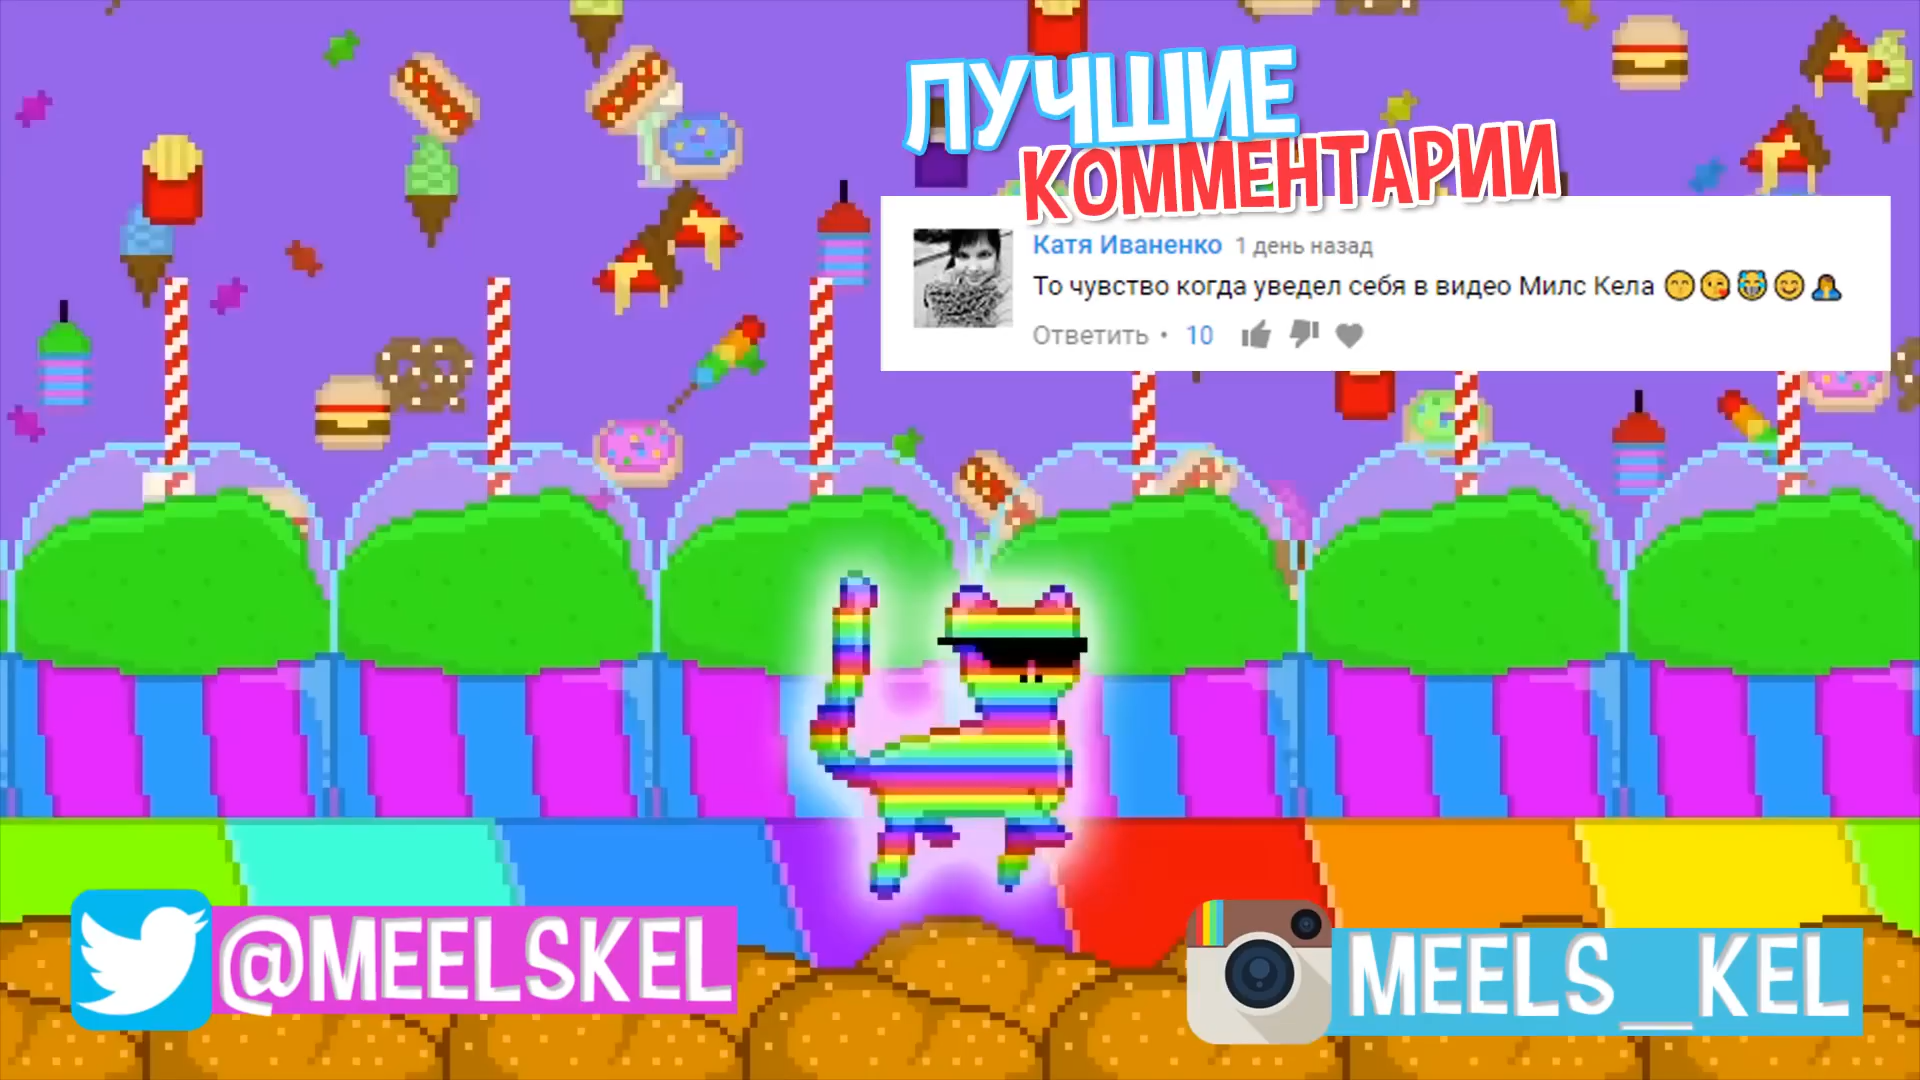 ЛУЧШИЕ
КОММЕНТАРИИ
Катя Иваненко 1 день назад
То чувство когда уведел себя в видео Милс Кела 😙😘😹😊🤦
Ответить • 10
@MEELSKEL
MEELS_KEL